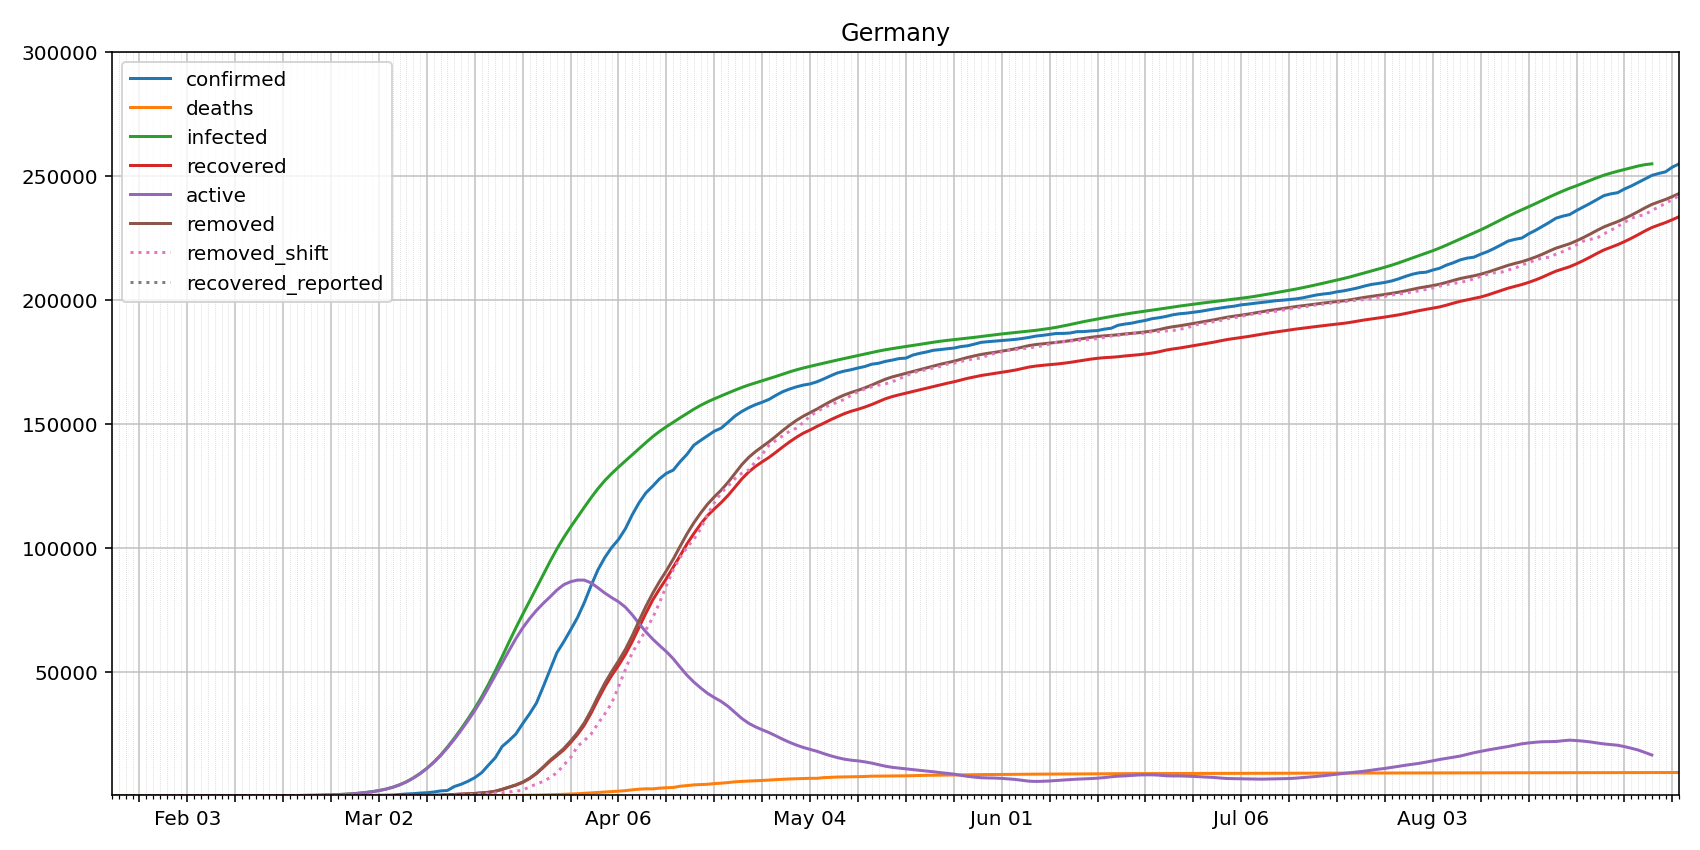 Germany
300000
250000
200000
150000
100000
50000
confirmed
deaths
infected
recovered
active
removed
removed_shift
recovered_reported
Feb 03 Mar 02 Apr 06 May 04 Jun 01 Jul 06 Aug 03